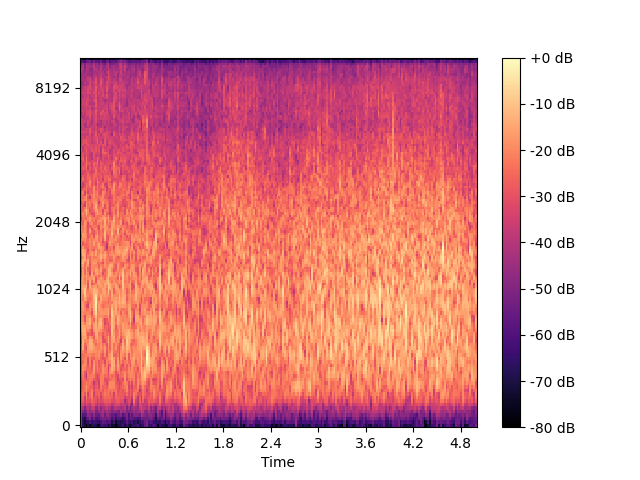 8192
4096
2048
1024
512
0
Hz
0 0.6 1.2 1.8 2.4 3 3.6 4.2 4.8
Time
+0 dB
-10 dB
-20 dB
-30 dB
-40 dB
-50 dB
-60 dB
-70 dB
-80 dB